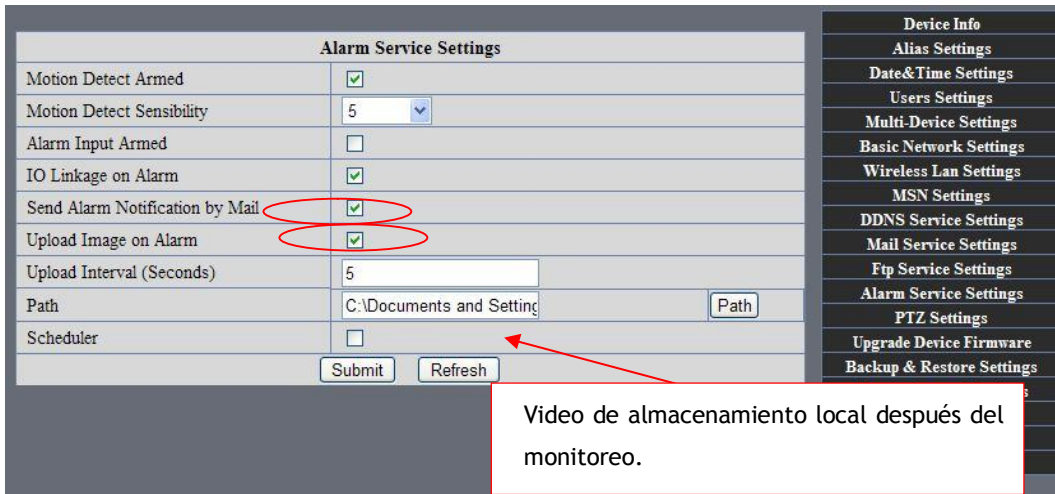 Alarm Service Settings
Motion Detect Armed
Motion Detect Sensibility
5
Alarm Input Armed
IO Linkage on Alarm
Send Alarm Notification by Mail
Upload Image on Alarm
Upload Interval (Seconds)
5
Path
C:\Documents and Setting
Path
Scheduler
Submit
Refresh
Video de almacenamiento local después del
monitoreo.
Device Info
Alias Settings
Date&Time Settings
Users Settings
Multi-Device Settings
Basic Network Settings
Wireless Lan Settings
MSN Settings
DDNS Service Settings
Mail Service Settings
Ftp Service Settings
Alarm Service Settings
PTZ Settings
Upgrade Device Firmware
Backup & Restore Settings